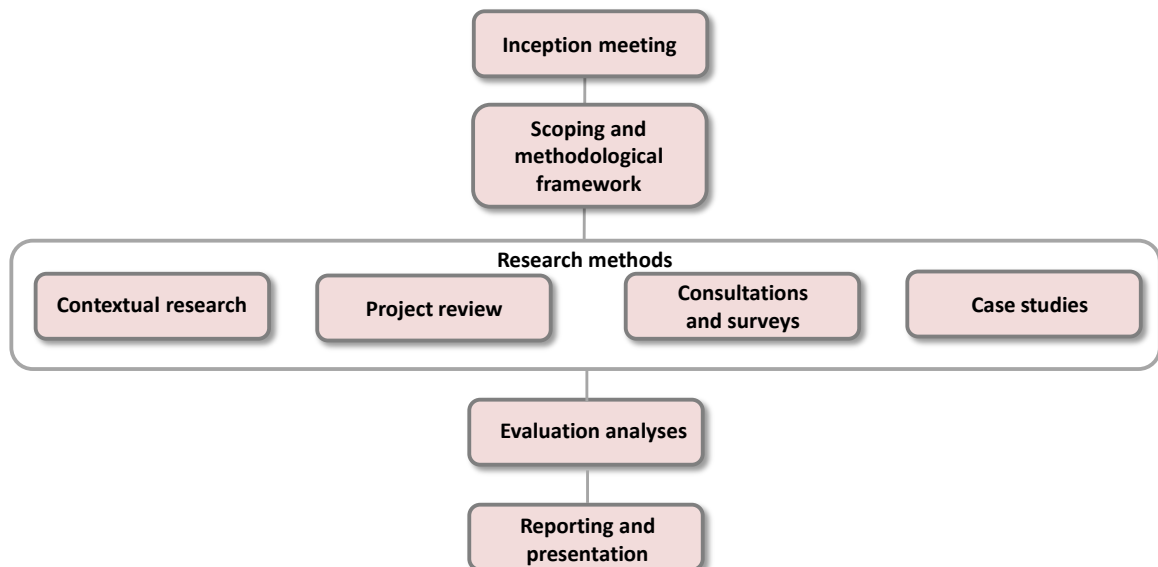 Inception meeting
Scoping and
methodological
framework
Research methods
Contextual research
Project review
Consultations
and surveys
Case studies
Evaluation analyses
Reporting and
presentation